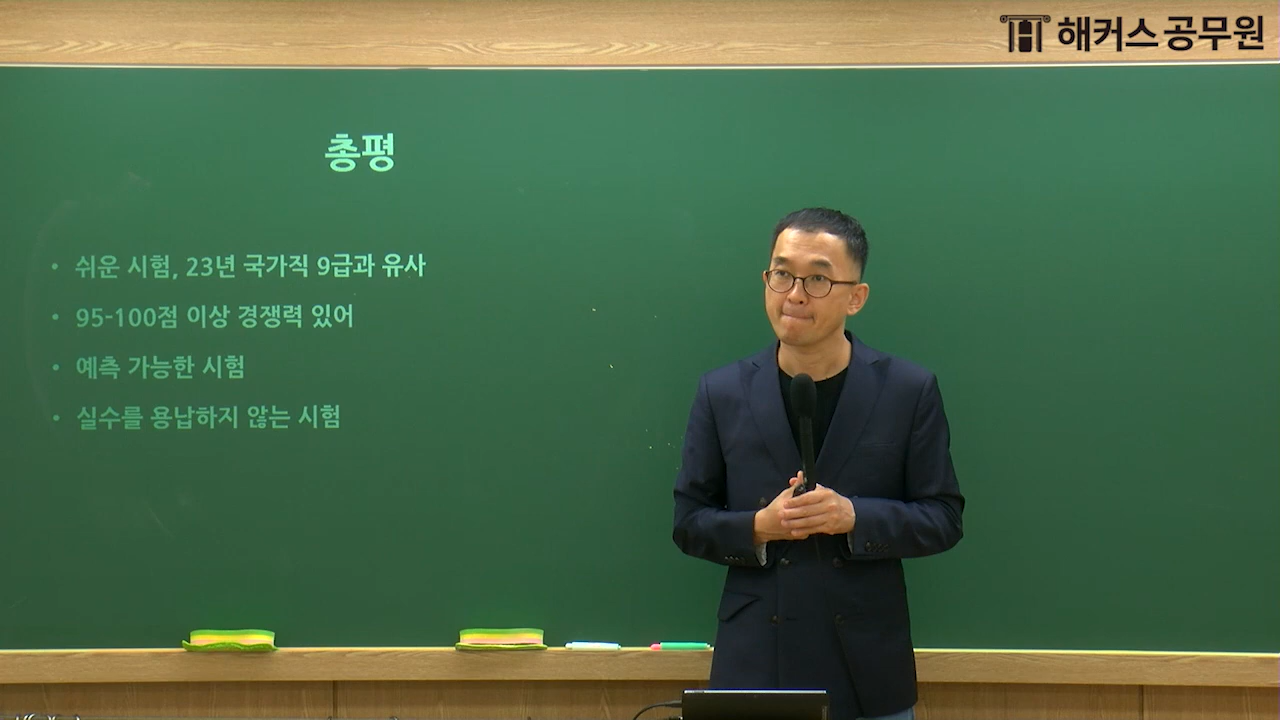 해커스공무원
총평
• 쉬운 시험, 23년 국가직 9급과 유사
• 95-100점 이상 경쟁력 있어
• 예측 가능한 시험
• 실수를 용납하지 않는 시험